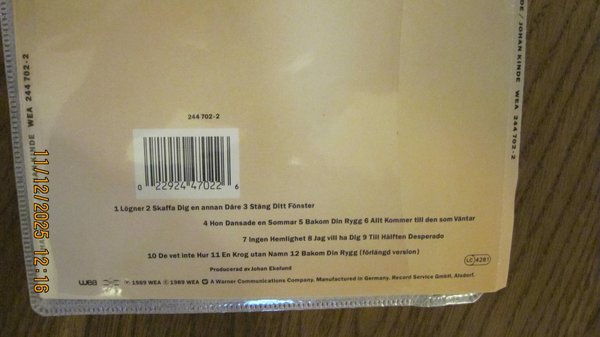 INDE WEA 244 702-2
DE / JOHAN KINDE WEA 244 702-2
244 702-2
0 22924 47022 6
1 Lögner 2 Skaffa Dig en annan Dåre 3 Stäng Ditt Fönster
4 Hon Dansade en Sommar 5 Bakom Din Rygg 6 Allt Kommer till den som Väntar
7 Ingen Hemlighet 8 Jag vill ha Dig 9 Till Hälften Desperado
10 De vet inte Hur 11 En Krog utan Namn 12 Bakom Din Rygg (förlängd version)
Producerad av Johan Ekelund
wea ℗ 1989 WEA © 1989 WEA A Warner Communications Company. Manufactured in Germany. Record Service GmbH, Alsdorf.
LC 4281
11/12/2025 12:16